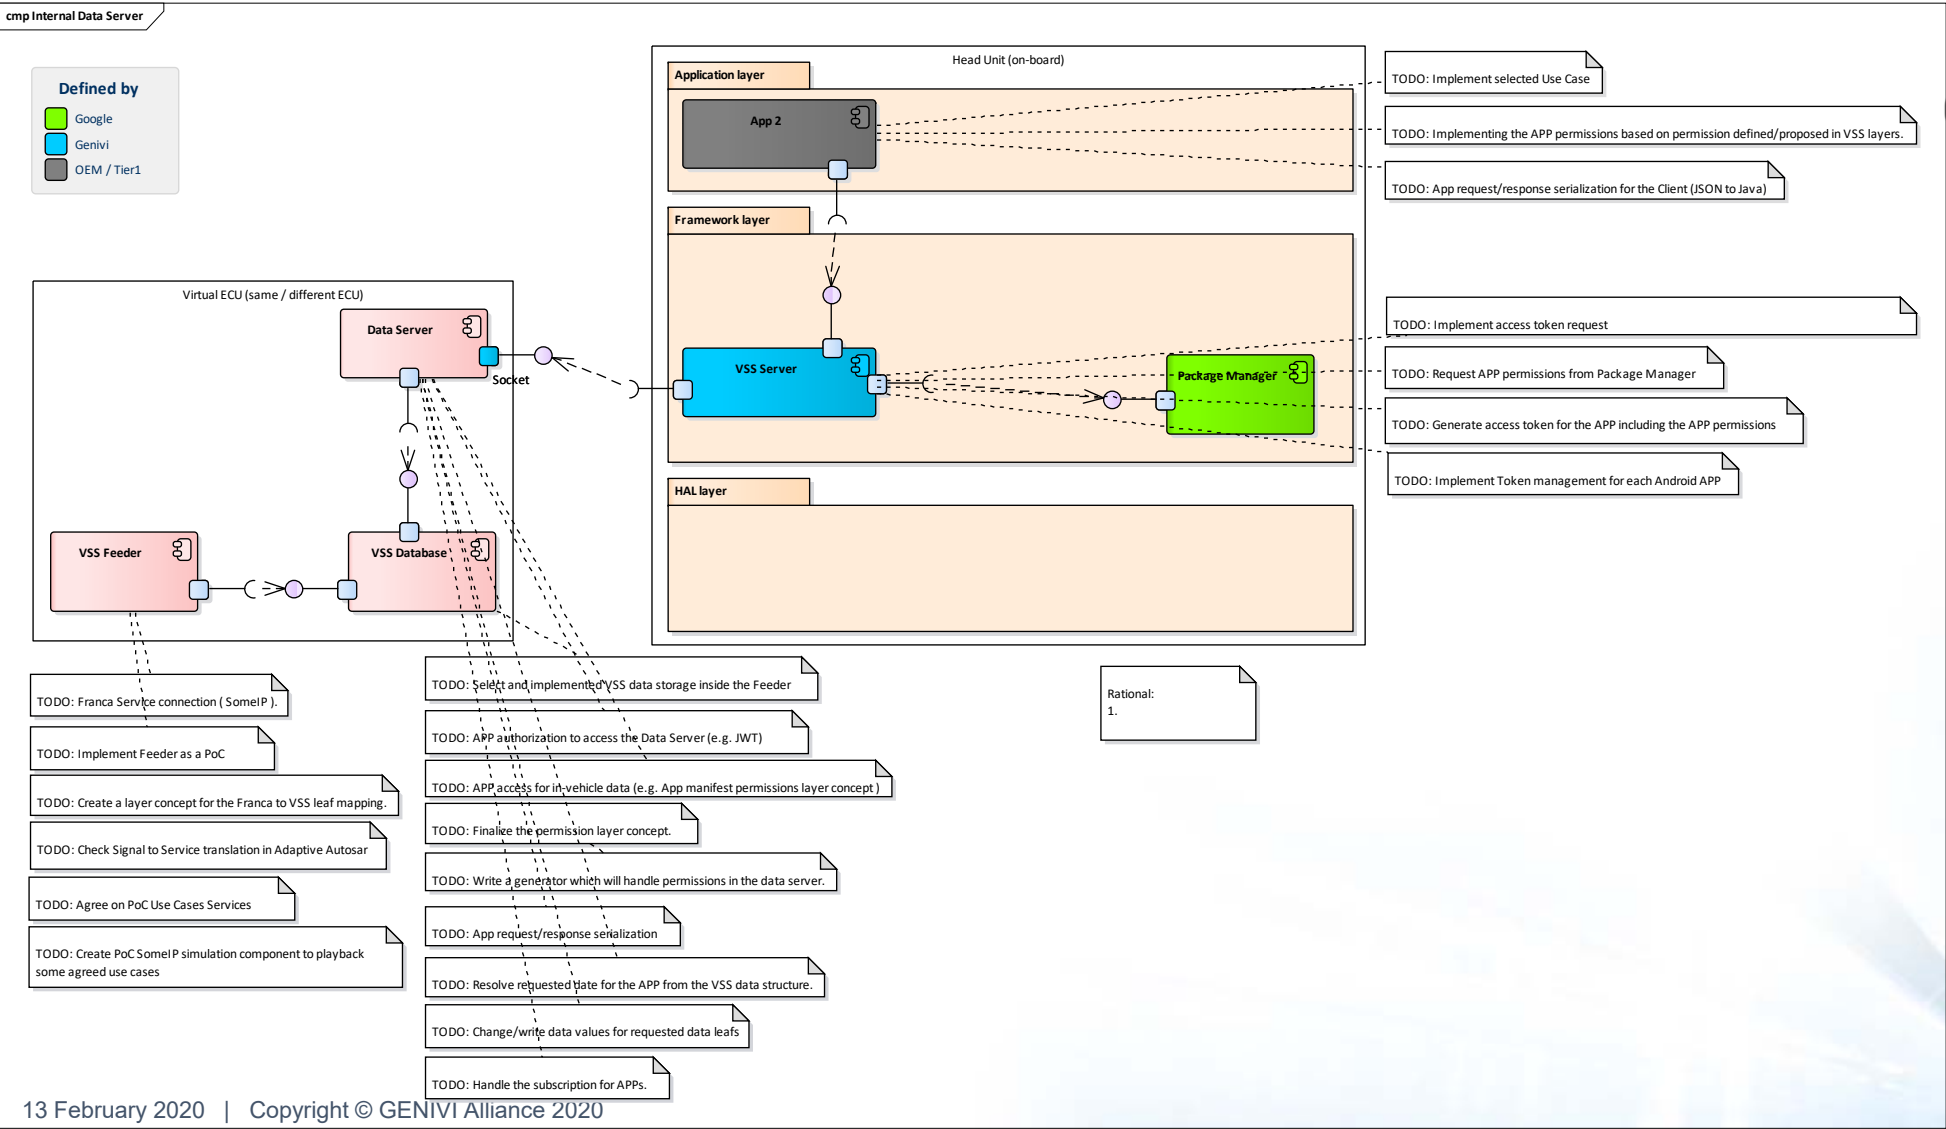 cmp Internal Data Server
Defined by
Google
Genivi
OEM / Tier1
Head Unit (on-board)
Application layer
App 2
Framework layer
VSS Server
Package Manager
HAL layer
Virtual ECU (same / different ECU)
Data Server
Socket
VSS Feeder
VSS Database
TODO: Implement selected Use Case
TODO: Implementing the APP permissions based on permission defined/proposed in VSS layers.
TODO: App request/response serialization for the Client (JSON to Java)
TODO: Implement access token request
TODO: Request APP permissions from Package Manager
TODO: Generate access token for the APP including the APP permissions
TODO: Implement Token management for each Android APP
TODO: Franca Service connection ( SomeIP ).
TODO: Implement Feeder as a PoC
TODO: Create a layer concept for the Franca to VSS leaf mapping.
TODO: Check Signal to Service translation in Adaptive Autosar
TODO: Agree on PoC Use Cases Services
TODO: Create PoC SomeIP simulation component to playback
some agreed use cases
TODO: Select and implemented VSS data storage inside the Feeder
TODO: APP authorization to access the Data Server (e.g. JWT)
TODO: APP access for in-vehicle data (e.g. App manifest permissions layer concept )
TODO: Finalize the permission layer concept.
TODO: Write a generator which will handle permissions in the data server.
TODO: App request/response serialization
TODO: Resolve requested date for the APP from the VSS data structure.
TODO: Change/write data values for requested data leafs
TODO: Handle the subscription for APPs.
Rational:
1.
13 February 2020 | Copyright © GENIVI Alliance 2020